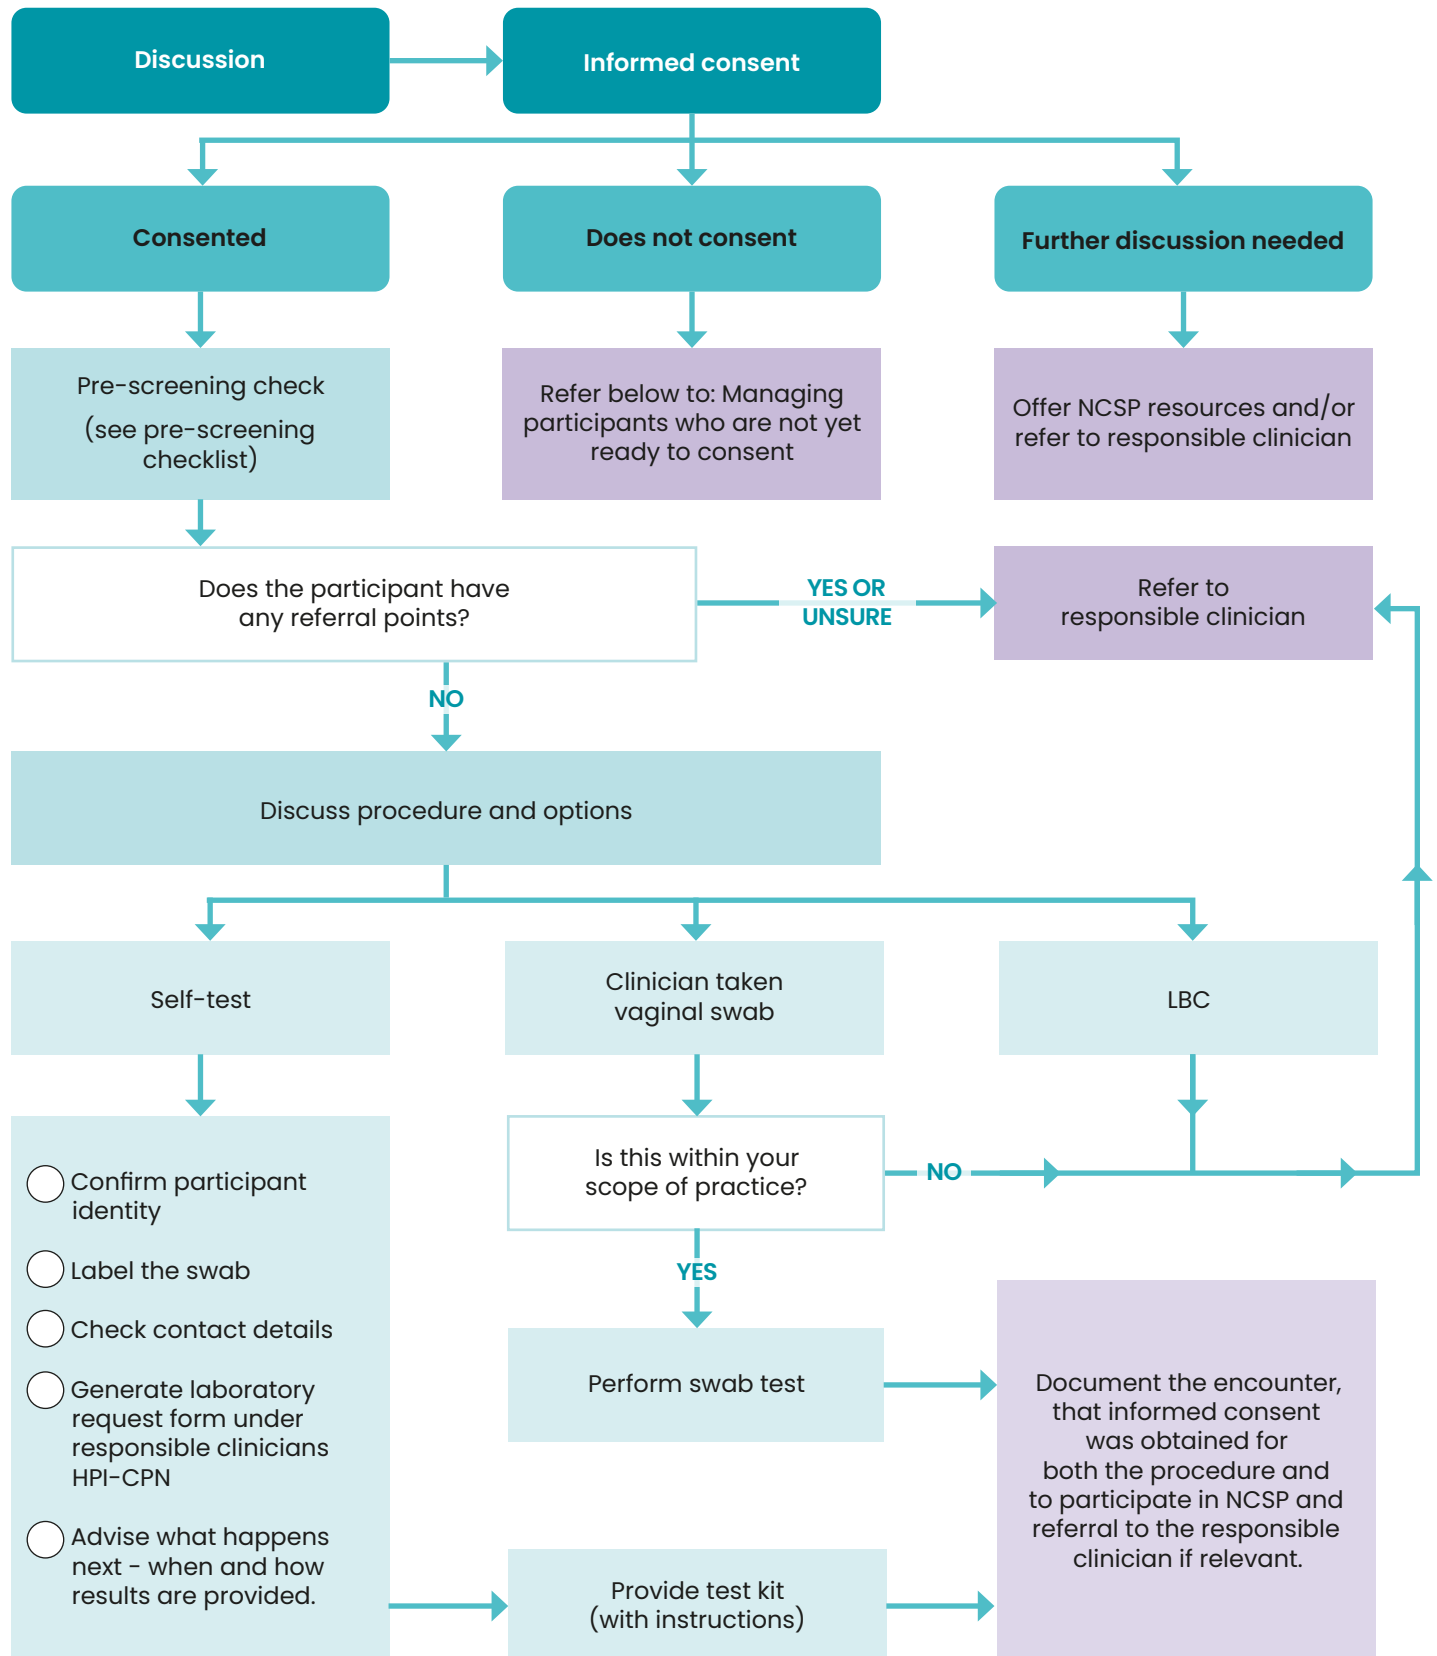 Discussion
Informed consent
Consented
Does not consent
Further discussion needed
Pre-screening check
(see pre-screening
checklist)
Refer below to: Managing
participants who are not yet
ready to consent
Offer NCSP resources and/or
refer to responsible clinician
Does the participant have
any referral points?
YES OR
UNSURE
Refer to
responsible clinician
NO
Discuss procedure and options
Self-test
Clinician taken
vaginal swab
LBC
Confirm participant
identity
Label the swab
Check contact details
Generate laboratory
request form under
responsible clinicians
HPI-CPN
Advise what happens
next - when and how
results are provided.
Is this within your
scope of practice?
NO
YES
Perform swab test
Provide test kit
(with instructions)
Document the encounter,
that informed consent
was obtained for
both the procedure and
to participate in NCSP and
referral to the responsible
clinician if relevant.